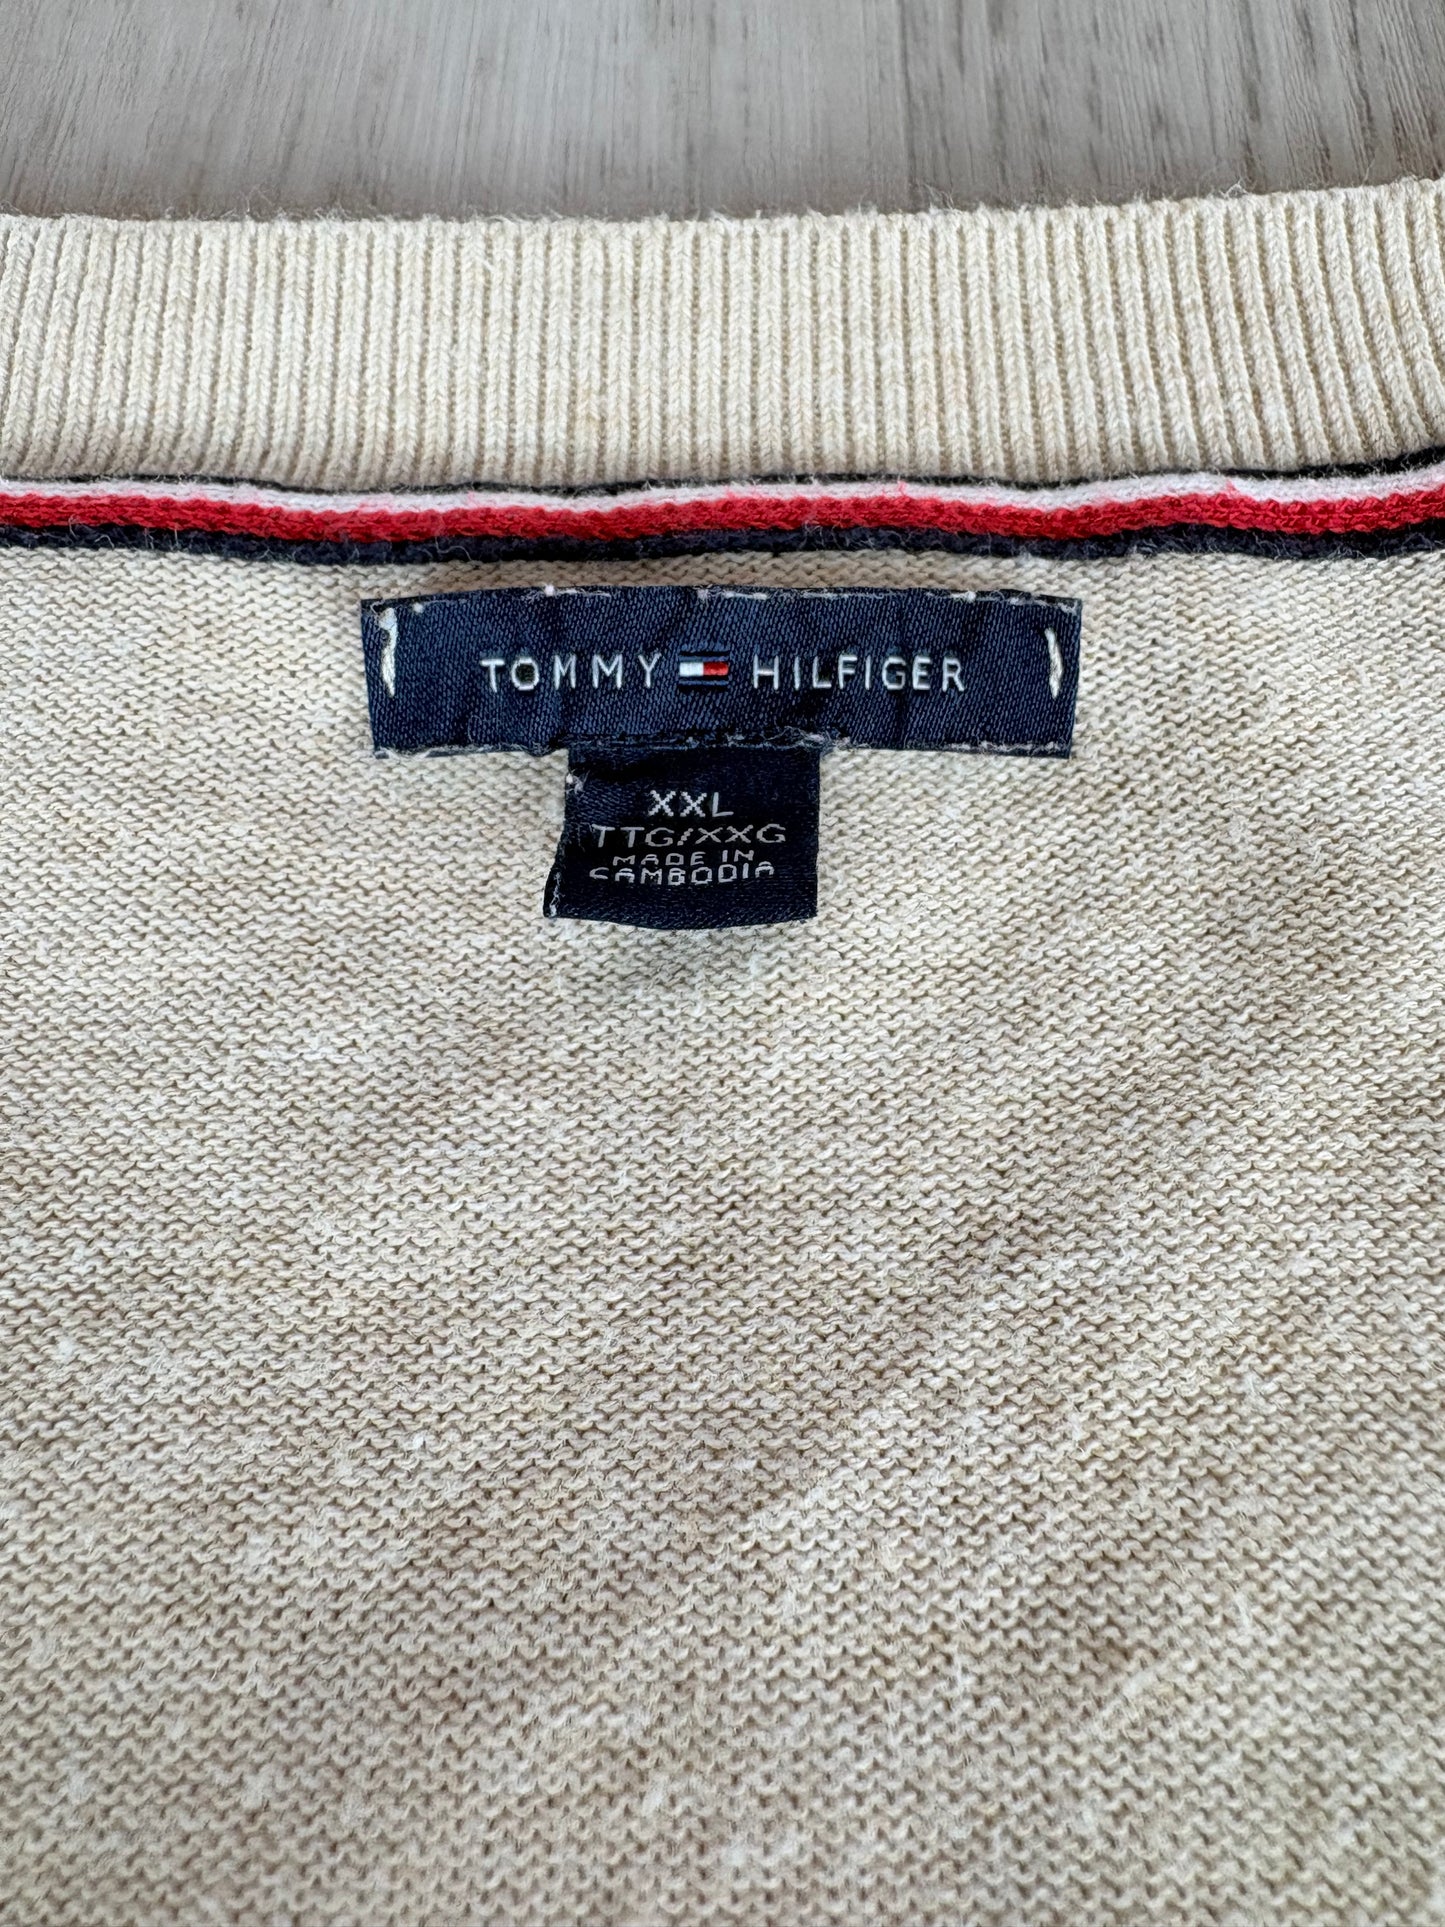 TOMMY HILFIGER
XXL
TTG/XXG
MADE IN
CAMBODIA